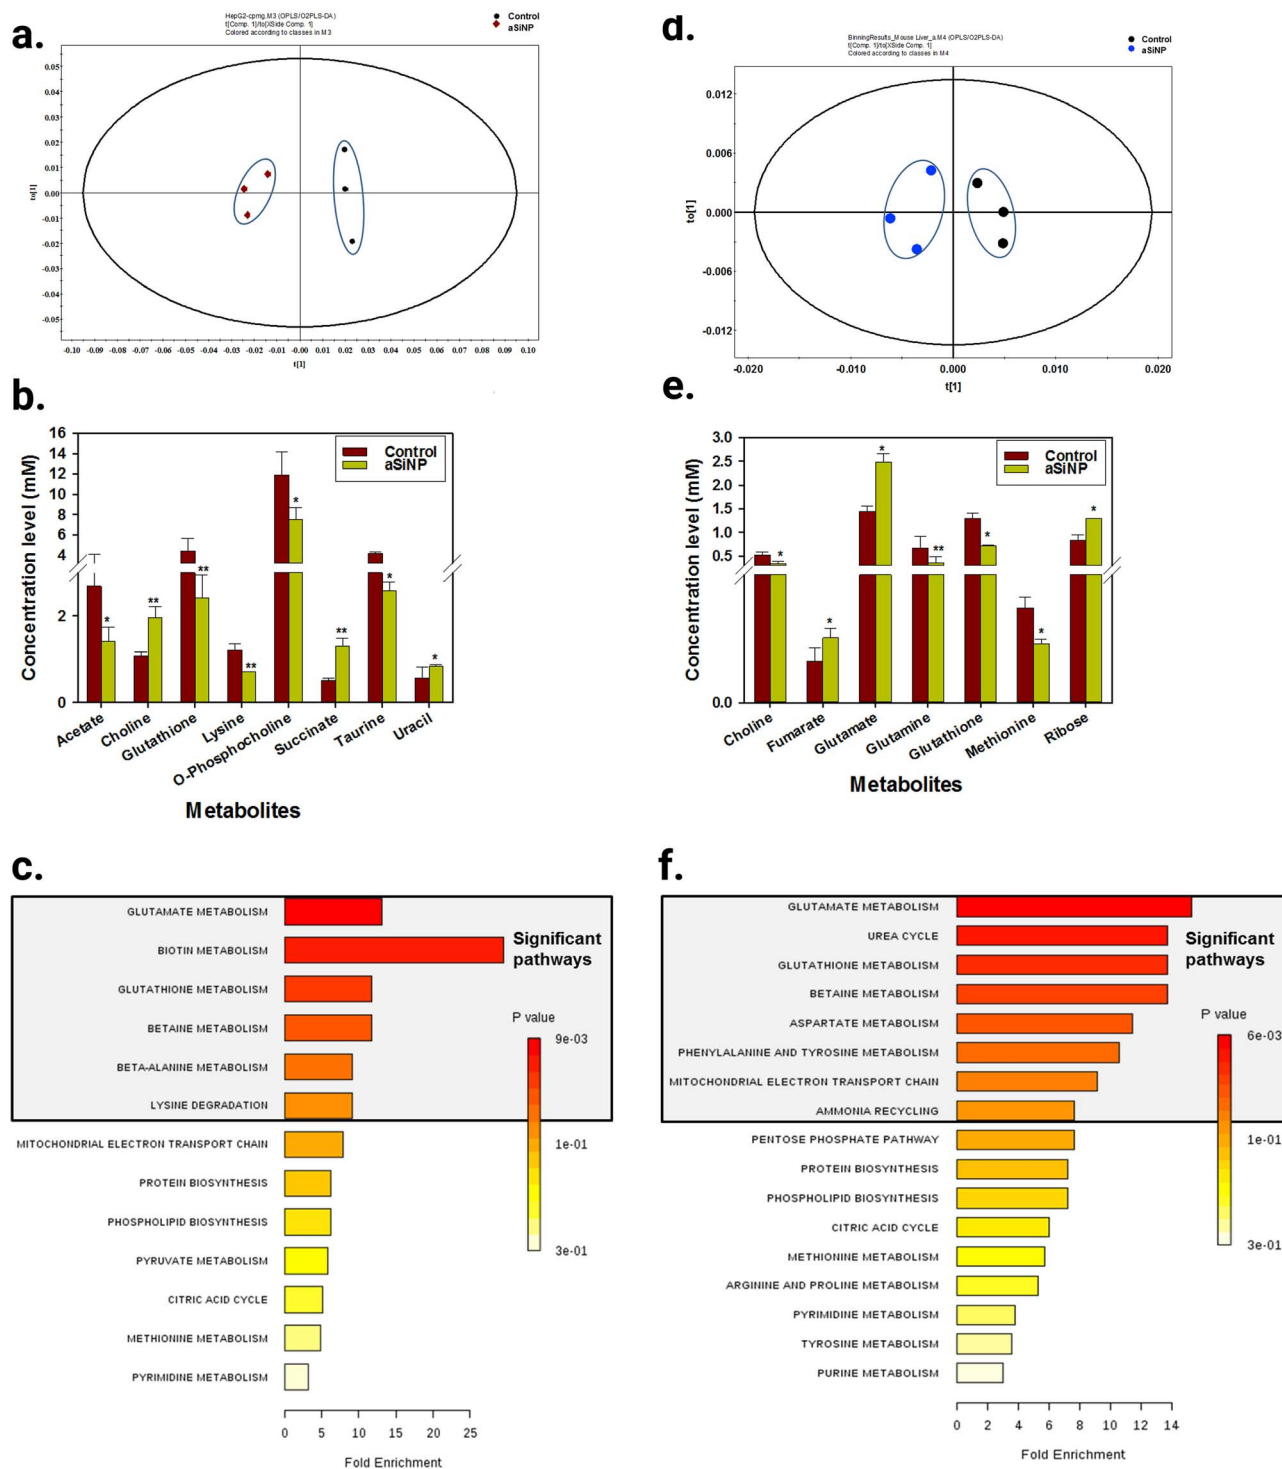 a.
HepG2-cpmg.M3 (OPLS/O2PLS-DA)
t[Comp. 1]/to[XSide Comp. 1]
Colored according to classes in M3
Control
aSiNP
0.05
0.04
0.03
0.02
0.01
0.00
-0.01
-0.02
-0.03
-0.04
-0.05
to[1]
-0.10 -0.09 -0.08 -0.07 -0.06 -0.05 -0.04 -0.03 -0.02 -0.01 -0.00 0.01 0.02 0.03 0.04 0.05 0.06 0.07 0.08 0.09 0.10
t[1]
d.
BinningResults_Mouse Liver_a.M4 (OPLS/O2PLS-DA)
t[Comp. 1]/to[XSide Comp. 1]
Colored according to classes in M4
Control
aSiNP
0.012
0.006
0.000
-0.006
-0.012
to[1]
-0.020 -0.010 0.000 0.010 0.020
t[1]
b.
Concentration level (mM)
16
14
12
10
8
6
4
2
0
Control
aSiNP
* ** ** ** * ** * *
Acetate
Choline
Glutathione
Lysine
O-Phosphocholine
Succinate
Taurine
Uracil
Metabolites
e.
Concentration level (mM)
3.0
2.5
2.0
1.5
1.0
0.5
0.0
Control
aSiNP
* * * ** * * *
Choline
Fumarate
Glutamate
Glutamine
Glutathione
Methionine
Ribose
Metabolites
c.
GLUTAMATE METABOLISM
BIOTIN METABOLISM
GLUTATHIONE METABOLISM
BETAINE METABOLISM
BETA-ALANINE METABOLISM
LYSINE DEGRADATION
MITOCHONDRIAL ELECTRON TRANSPORT CHAIN
PROTEIN BIOSYNTHESIS
PHOSPHOLIPID BIOSYNTHESIS
PYRUVATE METABOLISM
CITRIC ACID CYCLE
METHIONINE METABOLISM
PYRIMIDINE METABOLISM
Significant
pathways
P value
9e-03
1e-01
3e-01
0 5 10 15 20 25
Fold Enrichment
f.
GLUTAMATE METABOLISM
UREA CYCLE
GLUTATHIONE METABOLISM
BETAINE METABOLISM
ASPARTATE METABOLISM
PHENYLALANINE AND TYROSINE METABOLISM
MITOCHONDRIAL ELECTRON TRANSPORT CHAIN
AMMONIA RECYCLING
PENTOSE PHOSPHATE PATHWAY
PROTEIN BIOSYNTHESIS
PHOSPHOLIPID BIOSYNTHESIS
CITRIC ACID CYCLE
METHIONINE METABOLISM
ARGININE AND PROLINE METABOLISM
PYRIMIDINE METABOLISM
TYROSINE METABOLISM
PURINE METABOLISM
Significant
pathways
P value
6e-03
1e-01
3e-01
0 2 4 6 8 10 12 14
Fold Enrichment